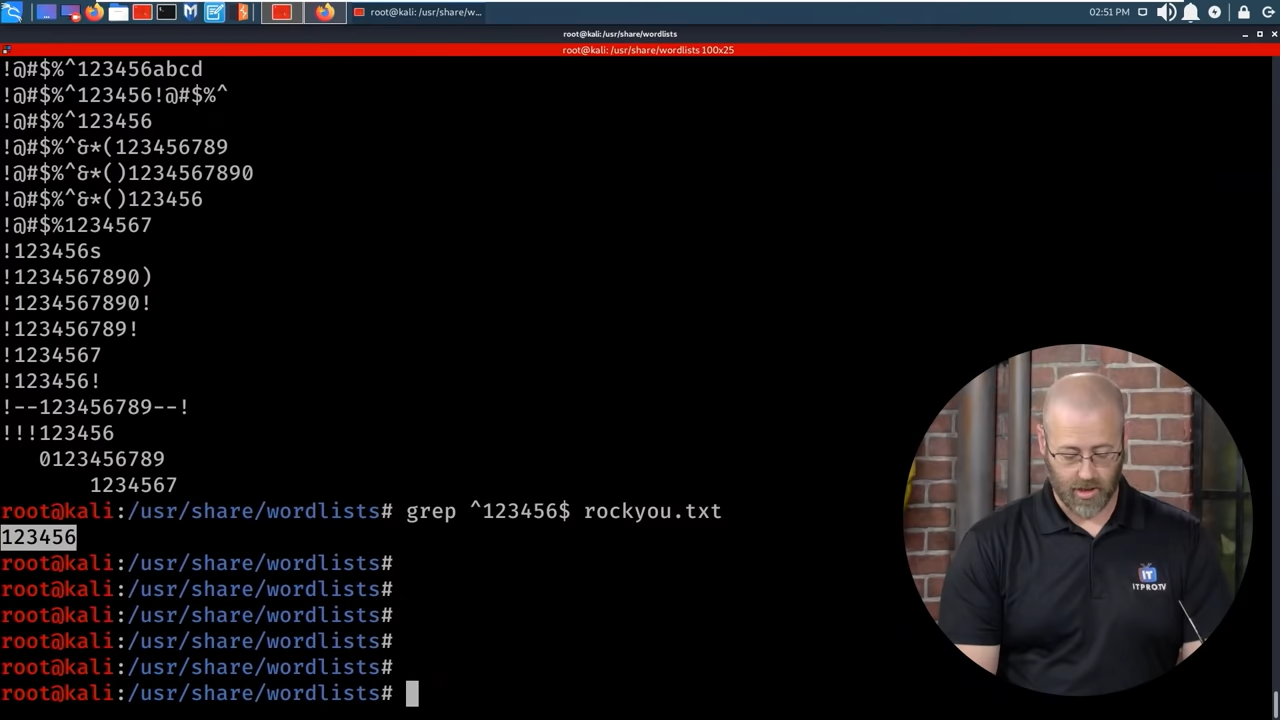 root@kali: /usr/share/w...
02:51 PM
root@kali: /usr/share/wordlists
root@kali: /usr/share/wordlists 100x25
!@#$%^123456abcd
!@#$%^123456!@#$%^
!@#$%^123456
!@#$%^&*(123456789
!@#$%^&*()1234567890
!@#$%^&*()123456
!@#$%1234567
!123456s
!1234567890)
!1234567890!
!123456789!
!1234567
!123456!
!--123456789--!
!!!123456
0123456789
1234567
root@kali:/usr/share/wordlists# grep ^123456$ rockyou.txt
123456
root@kali:/usr/share/wordlists#
root@kali:/usr/share/wordlists#
root@kali:/usr/share/wordlists#
root@kali:/usr/share/wordlists#
root@kali:/usr/share/wordlists#
root@kali:/usr/share/wordlists#
IT
ITPRO.TV